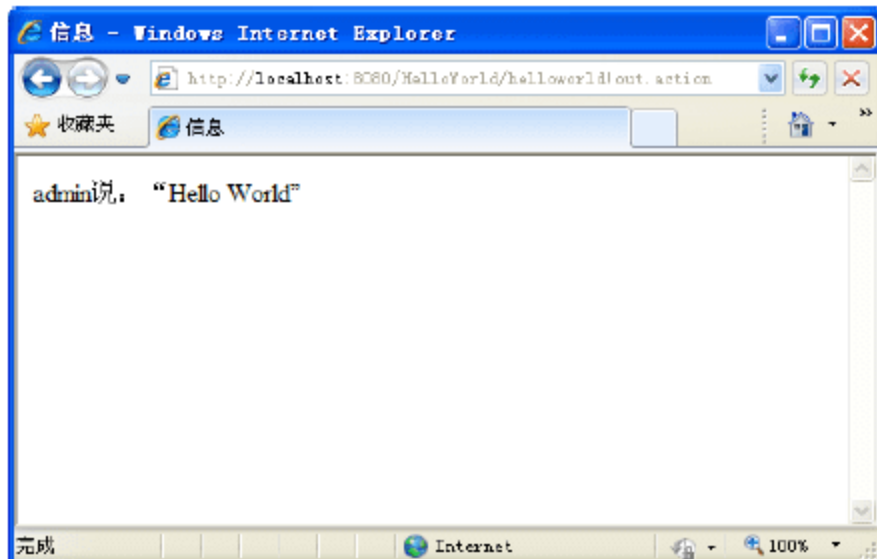 信息 - Windows Internet Explorer
http://localhost:8080/HelloWorld/helloworld!out.action
收藏夹
信息
admin说： “Hello World”
完成
Internet
100%